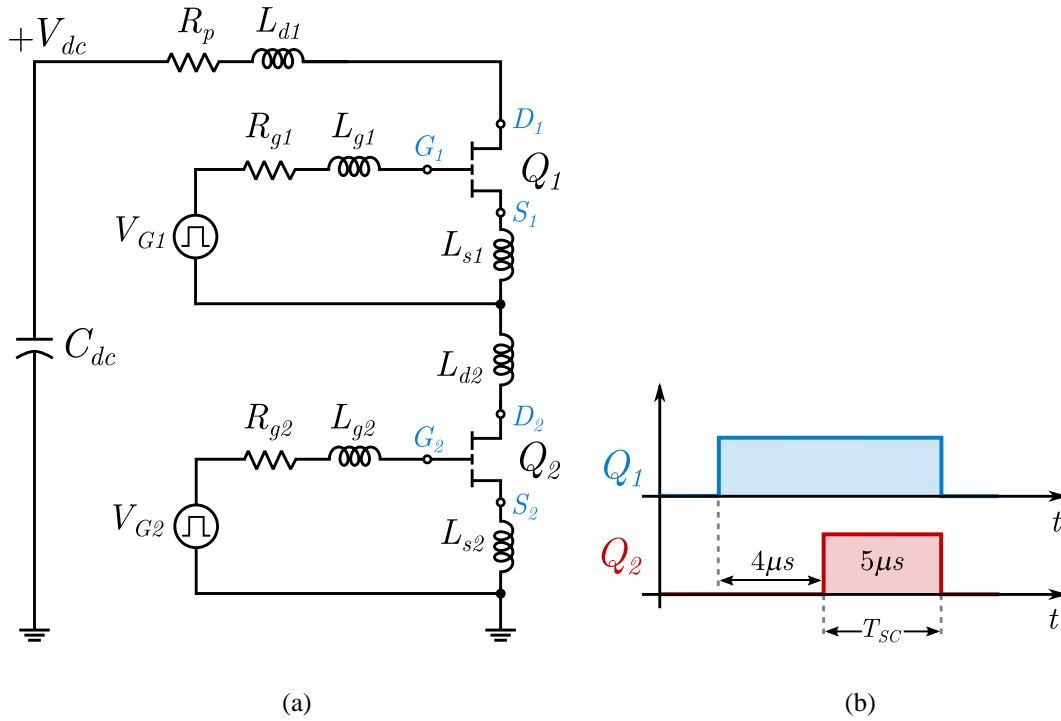 +V_dc
R_p
L_d1
D_1
R_g1
L_g1
G_1
Q_1
S_1
V_G1
L_s1
C_dc
L_d2
D_2
R_g2
L_g2
G_2
Q_2
S_2
V_G2
L_s2
(a)
Q_1
t
Q_2
4μs
5μs
t
T_SC
(b)